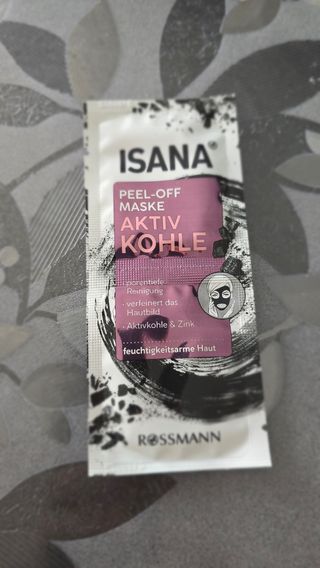 ISANA®
PEEL-OFF
MASKE
AKTIV
KOHLE
· porentiefe
Reinigung
· verfeinert das
Hautbild
· Aktivkohle & Zink
feuchtigkeitsarme Haut
ROSSMANN